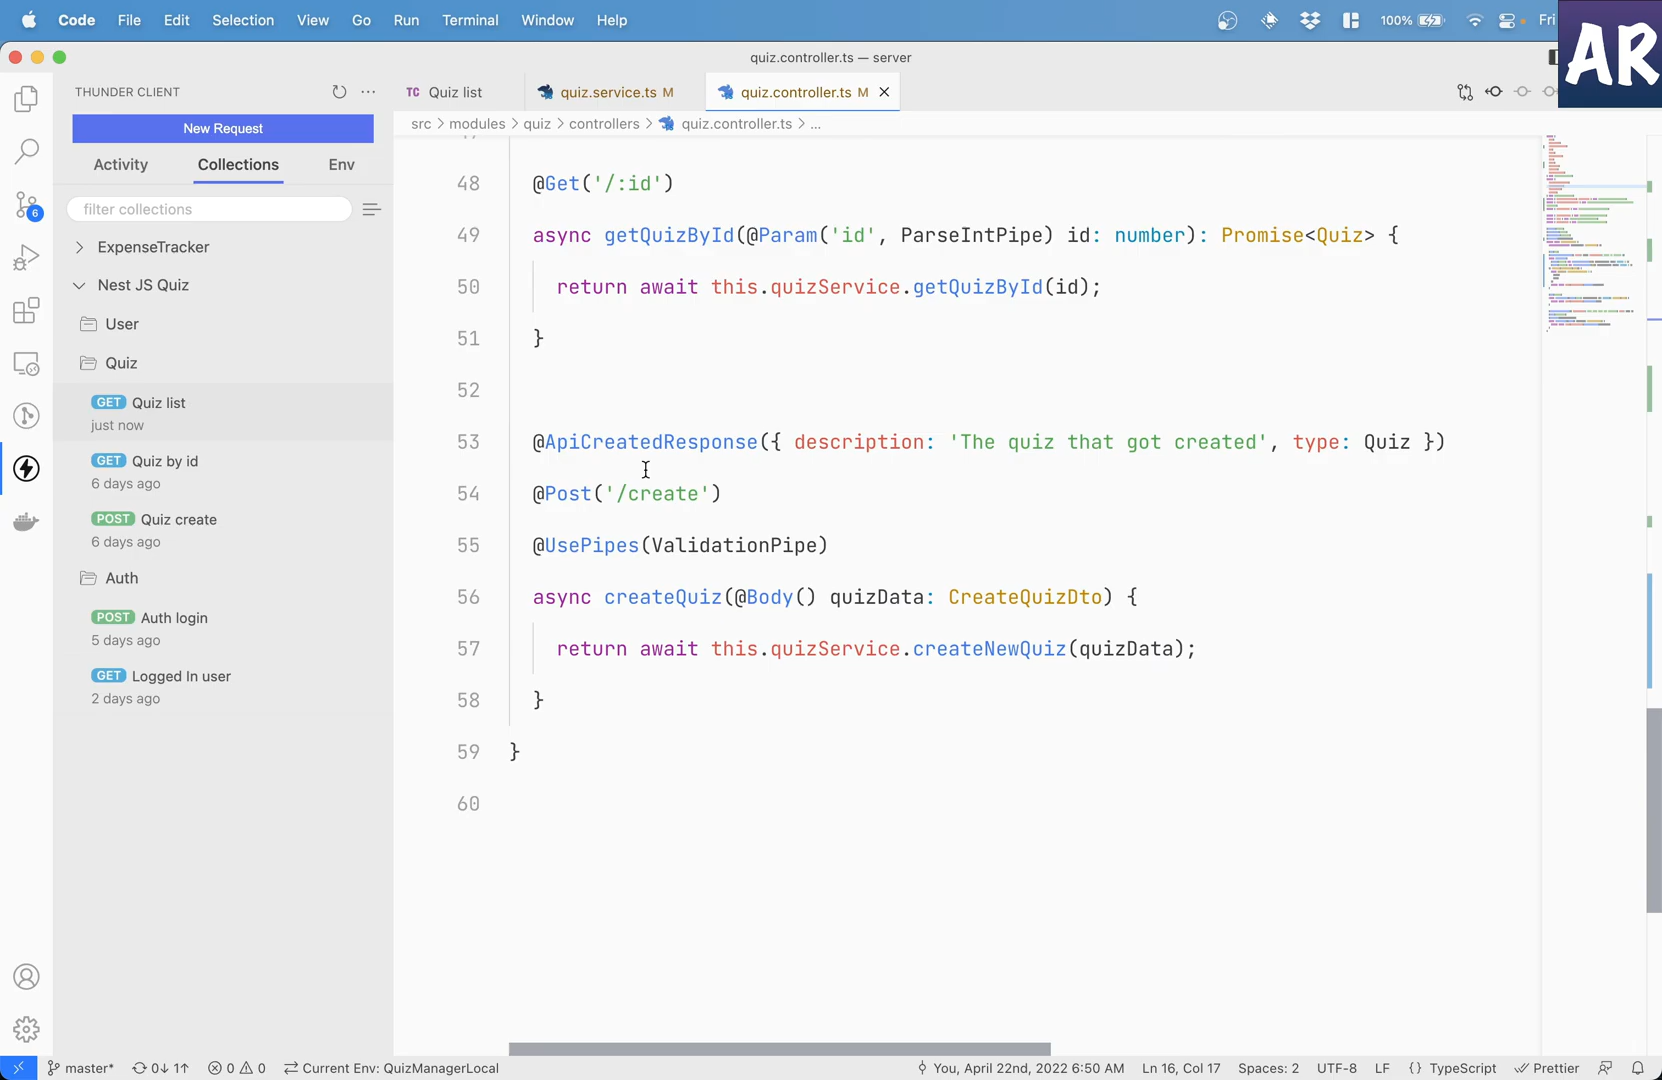 Code File Edit Selection View Go Run Terminal Window Help 100% Fri
AR
quiz.controller.ts — server
THUNDER CLIENT
New Request
Activity Collections Env
filter collections
ExpenseTracker
Nest JS Quiz
User
Quiz
GET Quiz list
just now
GET Quiz by id
6 days ago
POST Quiz create
6 days ago
Auth
POST Auth login
5 days ago
GET Logged In user
2 days ago
6
TC Quiz list quiz.service.ts M quiz.controller.ts M
src > modules > quiz > controllers > quiz.controller.ts > ...
48 @Get('/:id')
49 async getQuizById(@Param('id', ParseIntPipe) id: number): Promise<Quiz> {
50 return await this.quizService.getQuizById(id);
51 }
52
53 @ApiCreatedResponse({ description: 'The quiz that got created', type: Quiz })
54 @Post('/create')
55 @UsePipes(ValidationPipe)
56 async createQuiz(@Body() quizData: CreateQuizDto) {
57 return await this.quizService.createNewQuiz(quizData);
58 }
59 }
60
master* 0↓ 1↑ 0 0 Current Env: QuizManagerLocal You, April 22nd, 2022 6:50 AM Ln 16, Col 17 Spaces: 2 UTF-8 LF {} TypeScript Prettier